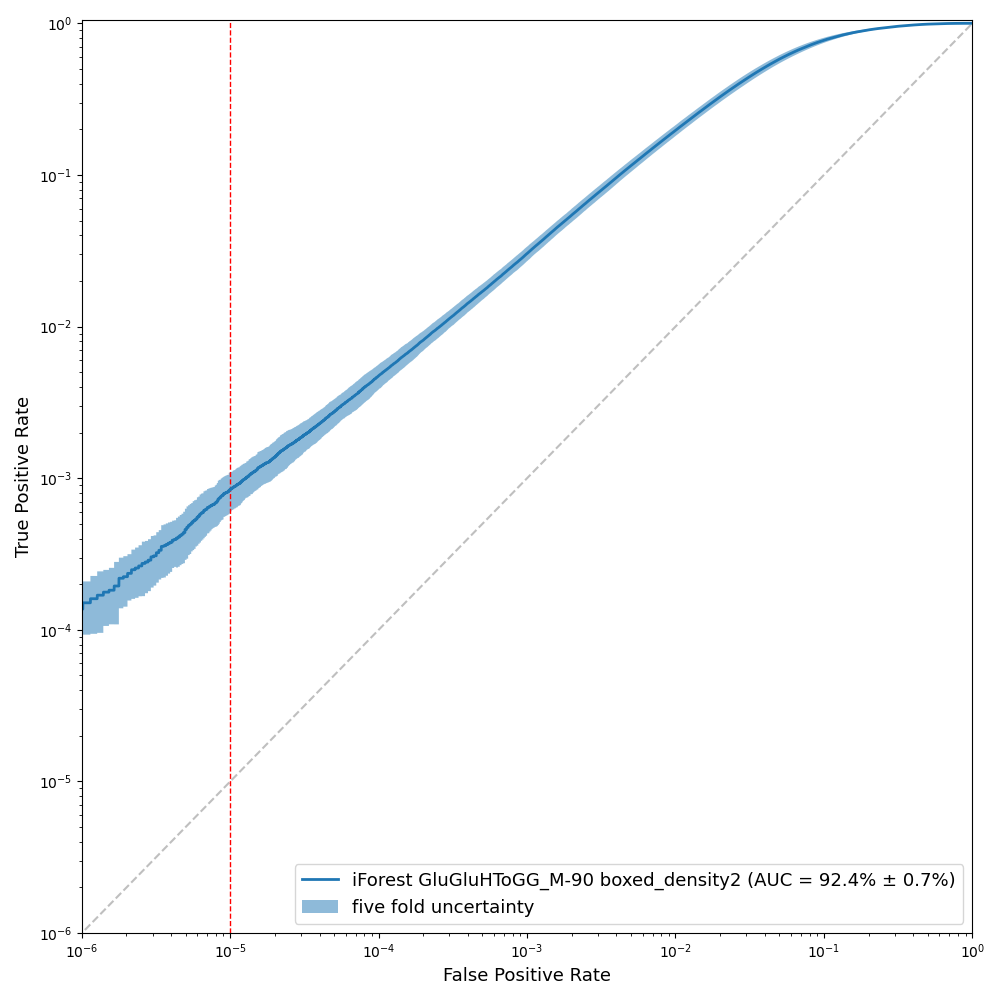 10⁰
10⁻¹
10⁻²
10⁻³
10⁻⁴
10⁻⁵
10⁻⁶
True Positive Rate
iForest GluGluHToGG_M-90 boxed_density2 (AUC = 92.4% ± 0.7%)
five fold uncertainty
10⁻⁶ 10⁻⁵ 10⁻⁴ 10⁻³ 10⁻² 10⁻¹ 10⁰
False Positive Rate